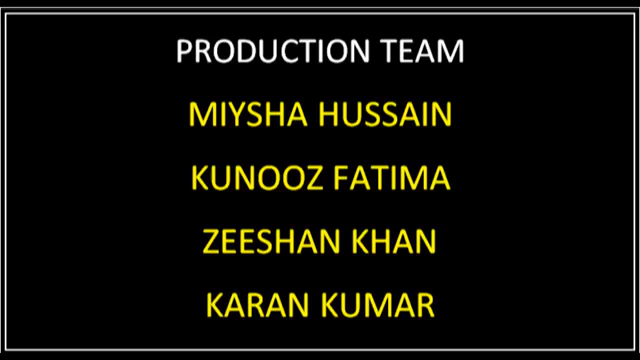 PRODUCTION TEAM
MIYSHA HUSSAIN
KUNOOZ FATIMA
ZEESHAN KHAN
KARAN KUMAR